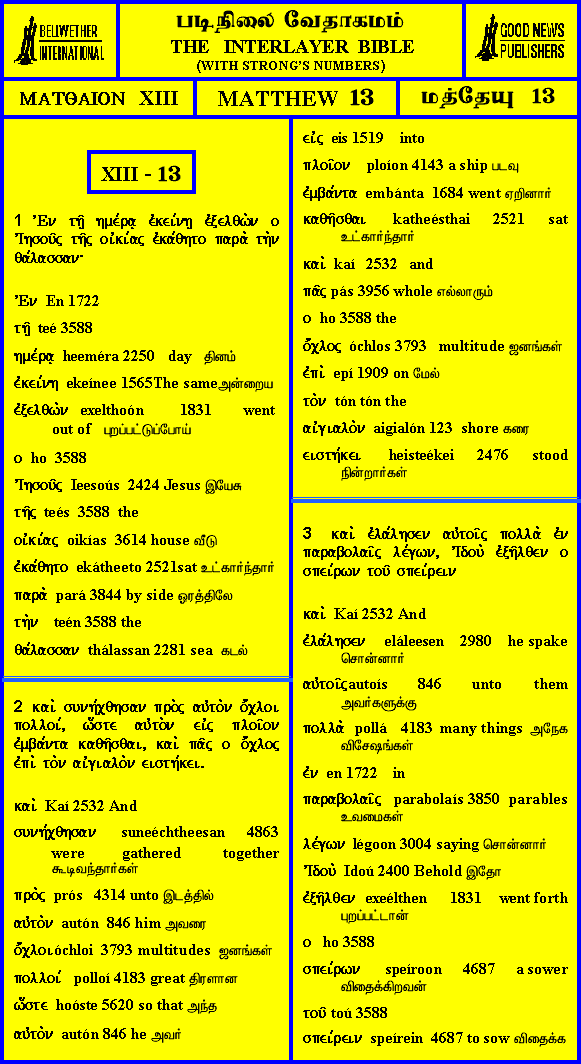 BELLWETHER
INTERNATIONAL
படிநிலை வேதாகமம்
THE INTERLAYER BIBLE
(WITH STRONG'S NUMBERS)
GOOD NEWS
PUBLISHERS
ΜΑΤΘΑΙΟΝ XIII
MATTHEW 13
மத்தேயு 13
XIII - 13
1 Ἐν τῇ ημέρᾳ ἐκείνῃ ἐξελθὼν ο
Ἰησοῦς τῆς οἰκίας ἐκάθητο παρὰ τὴν
θάλασσαν·
Ἐν En 1722
τῇ teé 3588
ημέρᾳ heeméra 2250 day தினம்
ἐκείνῃ ekeínee 1565The sameஅன்றைய
ἐξελθὼν exelthoón 1831 went
out of புறப்பட்டுப்போய்
ο ho 3588
Ἰησοῦς Ieesoús 2424 Jesus இயேசு
τῆς teés 3588 the
οἰκίας oikías 3614 house வீடு
ἐκάθητο ekátheeto 2521sat உட்கார்ந்தார்
παρὰ pará 3844 by side ஓரத்திலே
τὴν teén 3588 the
θάλασσαν thálassan 2281 sea கடல்
2 καὶ συνήχθησαν πρὸς αὐτὸν ὄχλοι
πολλοί, ὥστε αὐτὸν εἰς πλοῖον
ἐμβάντα καθῆσθαι, καὶ πᾶς ο ὄχλος
ἐπὶ τὸν αἰγιαλὸν ειστήκει.
καὶ Kaí 2532 And
συνήχθησαν suneéchtheesan 4863
were gathered together
கூடிவந்தார்கள்
πρὸς prós 4314 unto இடத்தில்
αὐτὸν autón 846 him அவரை
ὄχλοι óchloi 3793 multitudes ஜனங்கள்
πολλοί polloí 4183 great திரளான
ὥστε hoóste 5620 so that அந்த
αὐτὸν autón 846 he அவர்
εἰς eis 1519 into
πλοῖον ploíon 4143 a ship படவு
ἐμβάντα embánta 1684 went ஏறினார்
καθῆσθαι katheésthai 2521 sat
உட்கார்ந்தார்
καὶ kaí 2532 and
πᾶς pás 3956 whole எல்லாரும்
ο ho 3588 the
ὄχλος óchlos 3793 multitude ஜனங்கள்
ἐπὶ epí 1909 on மேல்
τὸν tón tón the
αἰγιαλὸν aigialón 123 shore கரை
ειστήκει heisteékei 2476 stood
நின்றார்கள்
3 καὶ ἐλάλησεν αὐτοῖς πολλὰ ἐν
παραβολαῖς λέγων, Ἰδοὺ ἐξῆλθεν ο
σπείρων τοῦ σπείρειν
καὶ Kaí 2532 And
ἐλάλησεν eláleesen 2980 he spake
சொன்னார்
αὐτοῖςautoís 846 unto them
அவர்களுக்கு
πολλὰ pollá 4183 many things அநேக
விசேஷங்கள்
ἐν en 1722 in
παραβολαῖς parabolaís 3850 parables
உவமைகள்
λέγων légoon 3004 saying சொன்னார்
Ἰδοὺ Idoú 2400 Behold இதோ
ἐξῆλθεν exeélthen 1831 went forth
புறப்பட்டான்
ο ho 3588
σπείρων speíroon 4687 a sower
விதைக்கிறவன்
τοῦ toú 3588
σπείρειν speírein 4687 to sow விதைக்க